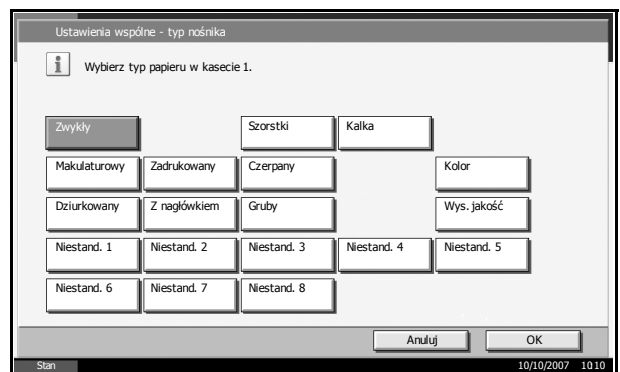 Ustawienia wspólne - typ nośnika
Wybierz typ papieru w kasecie 1.
Zwykły Szorstki Kalka
Makulaturowy Zadrukowany Czerpany Kolor
Dziurkowany Z nagłówkiem Gruby Wys. jakość
Niestand. 1 Niestand. 2 Niestand. 3 Niestand. 4 Niestand. 5
Niestand. 6 Niestand. 7 Niestand. 8
Anuluj OK
Stan 10/10/2007 1010